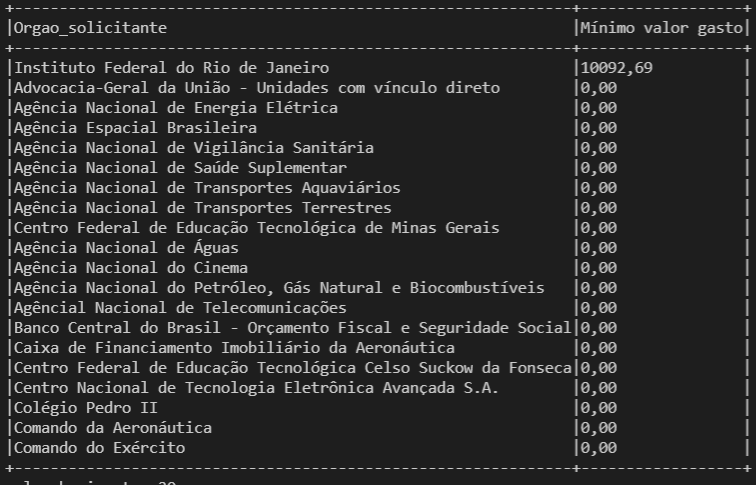 +-----------------------------------------------------------+------------------+
|Orgao_solicitante |Mínimo valor gasto|
+-----------------------------------------------------------+------------------+
|Instituto Federal do Rio de Janeiro |10092,69 |
|Advocacia-Geral da União - Unidades com vínculo direto |0,00 |
|Agência Nacional de Energia Elétrica |0,00 |
|Agência Espacial Brasileira |0,00 |
|Agência Nacional de Vigilância Sanitária |0,00 |
|Agência Nacional de Saúde Suplementar |0,00 |
|Agência Nacional de Transportes Aquaviários |0,00 |
|Agência Nacional de Transportes Terrestres |0,00 |
|Centro Federal de Educação Tecnológica de Minas Gerais |0,00 |
|Agência Nacional de Águas |0,00 |
|Agência Nacional do Cinema |0,00 |
|Agência Nacional do Petróleo, Gás Natural e Biocombustíveis |0,00 |
|Agêncial Nacional de Telecomunicações |0,00 |
|Banco Central do Brasil - Orçamento Fiscal e Seguridade Social|0,00 |
|Caixa de Financiamento Imobiliário da Aeronáutica |0,00 |
|Centro Federal de Educação Tecnológica Celso Suckow da Fonseca|0,00 |
|Centro Nacional de Tecnologia Eletrônica Avançada S.A. |0,00 |
|Colégio Pedro II |0,00 |
|Comando da Aeronáutica |0,00 |
|Comando do Exército |0,00 |
+-----------------------------------------------------------+------------------+